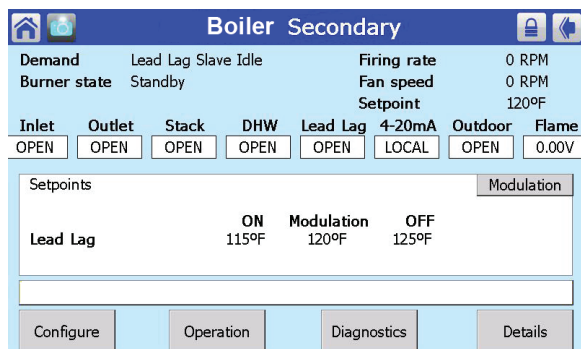 Boiler Secondary
Demand Lead Lag Slave Idle Firing rate 0 RPM
Burner state Standby Fan speed 0 RPM
Setpoint 120ºF
Inlet Outlet Stack DHW Lead Lag 4-20mA Outdoor Flame
OPEN OPEN OPEN OPEN OPEN LOCAL OPEN 0.00V
Setpoints Modulation
ON Modulation OFF
Lead Lag 115ºF 120ºF 125ºF
Configure Operation Diagnostics Details